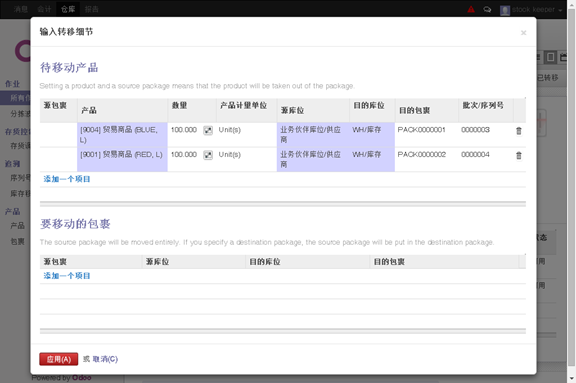 消息 会计 仓库 报告 stock keeper
输入转移细节 ×
待移动产品
Setting a product and a source package means that the product will be taken out of the package.
源包裹 产品 数量 产品计量单位 源库位 目的库位 目的包裹 批次/序列号
[9004] 贸易商品 (BLUE, L) 100.000 Unit(s) 业务伙伴库位/供应商 WH/库存 PACK0000001 0000003
[9001] 贸易商品 (RED, L) 100.000 Unit(s) 业务伙伴库位/供应商 WH/库存 PACK0000002 0000004
添加一个项目
要移动的包裹
The source package will be moved entirely. If you specify a destination package, the source package will be put in the destination package.
源包裹 源库位 目的库位 目的包裹
添加一个项目
应用(A) 或 取消(C)
作业
追溯
序列号
库存移
产品
产品
包裹
已转移
状态
Powered by Odoo